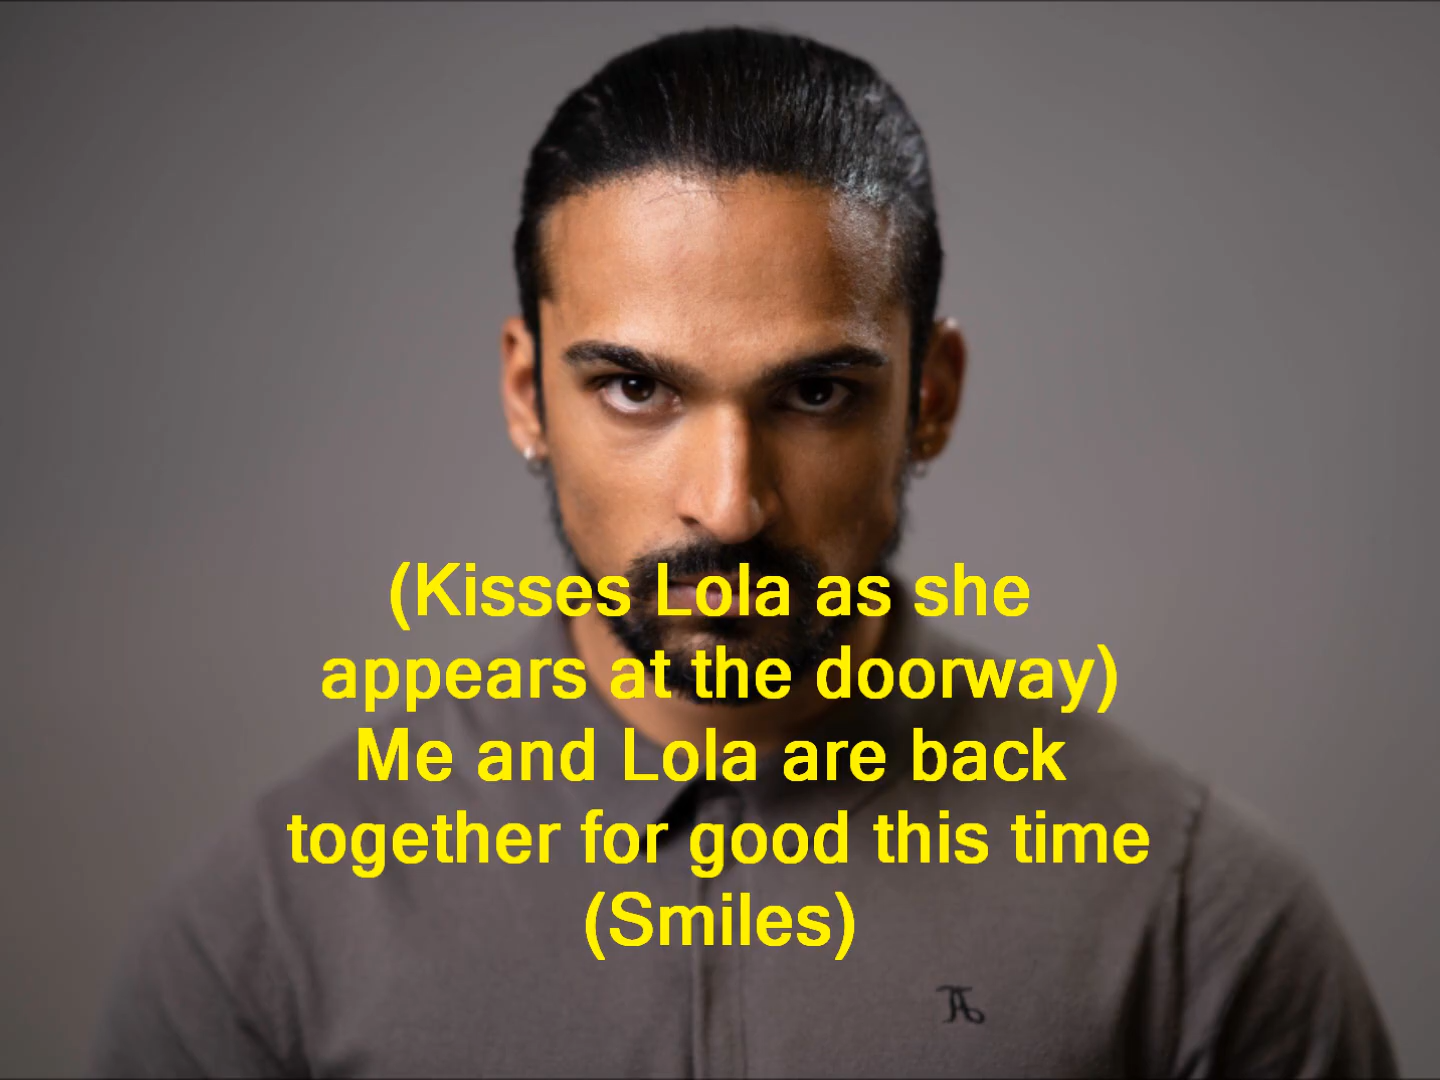 (Kisses Lola as she
appears at the doorway)
Me and Lola are back
together for good this time
(Smiles)